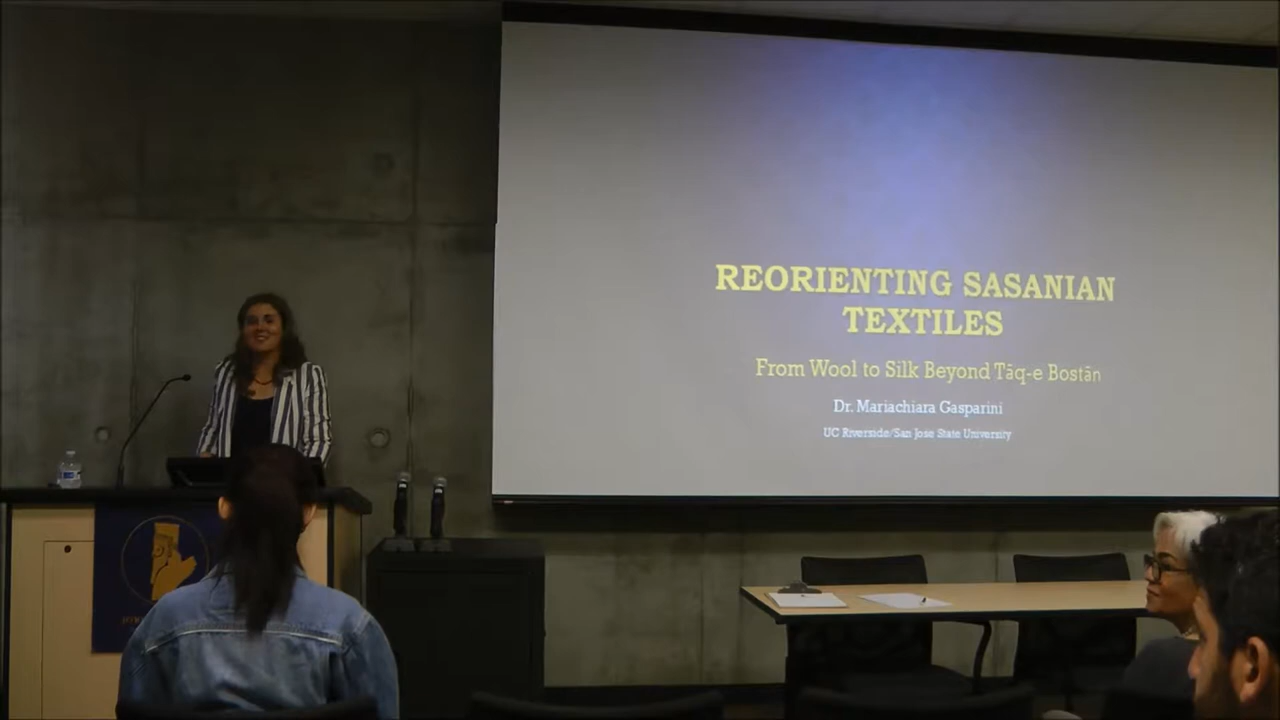 REORIENTING SASANIAN
TEXTILES
From Wool to Silk Beyond Tāq-e Bostān
Dr. Mariachiara Gasparini
UC Riverside/San Jose State University